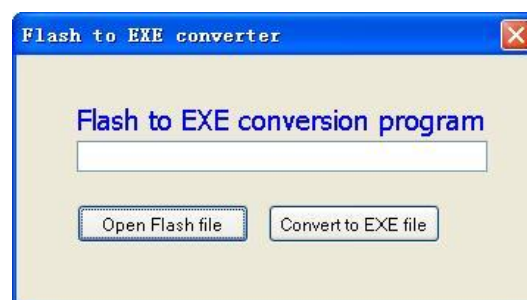 Flash to EXE converter
Flash to EXE conversion program
Open Flash file Convert to EXE file